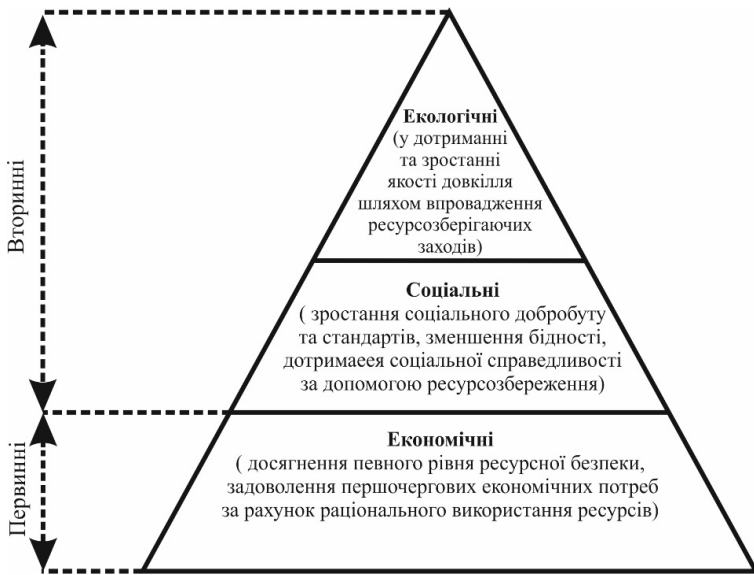 Вторинні
Екологічні
(у дотриманні
та зростанні
якості довкілля
шляхом впровадження
ресурсозберігаючих
заходів)
Соціальні
( зростання соціального добробуту
та стандартів, зменшення бідності,
дотримаеея соціальної справедливості
за допомогою ресурсозбереження)
Первинні
Економічні
( досягнення певного рівня ресурсної безпеки,
задоволення першочергових економічних потреб
за рахунок раціонального використання ресурсів)